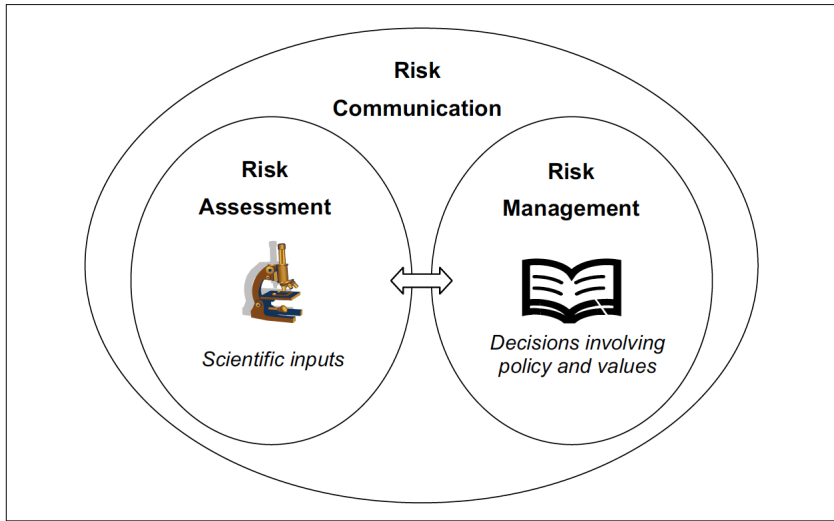 Risk
Communication
Risk
Assessment
Scientific inputs
Risk
Management
Decisions involving
policy and values